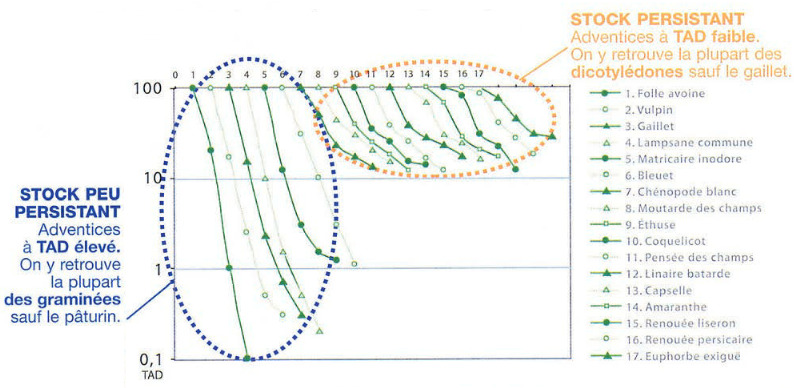 STOCK PERSISTANT
Adventices à TAD faible.
On y retrouve la plupart des
dicotylédones sauf le gaillet.
0 1 2 3 4 5 6 7 8 9 10 11 12 13 14 15 16 17
100
10
1
0,1
TAD
STOCK PEU
PERSISTANT
Adventices
à TAD élevé.
On y retrouve
la plupart
des graminées
sauf le pâturin.
1. Folle avoine
2. Vulpin
3. Gaillet
4. Lampsane commune
5. Matricaire inodore
6. Bleuet
7. Chénopode blanc
8. Moutarde des champs
9. Éthuse
10. Coquelicot
11. Pensée des champs
12. Linaire batarde
13. Capselle
14. Amaranthe
15. Renouée liseron
16. Renouée persicaire
17. Euphorbe exiguë